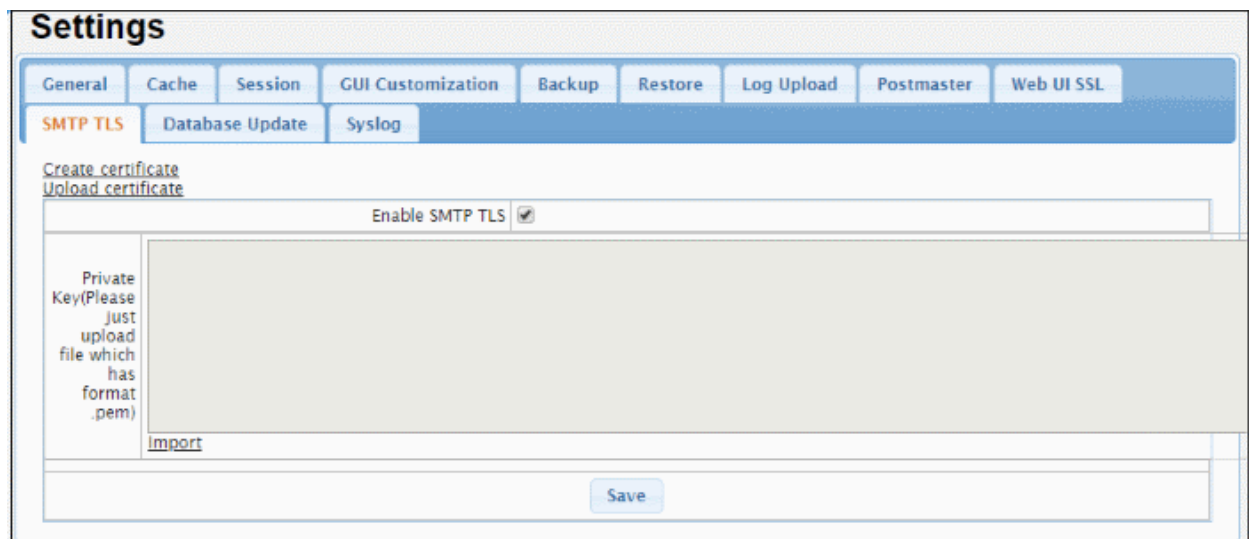 Settings
General Cache Session GUI Customization Backup Restore Log Upload Postmaster Web UI SSL
SMTP TLS Database Update Syslog
Create certificate
Upload certificate
Enable SMTP TLS
Private
Key(Please
just
upload
file which
has
format
.pem)
Import
Save